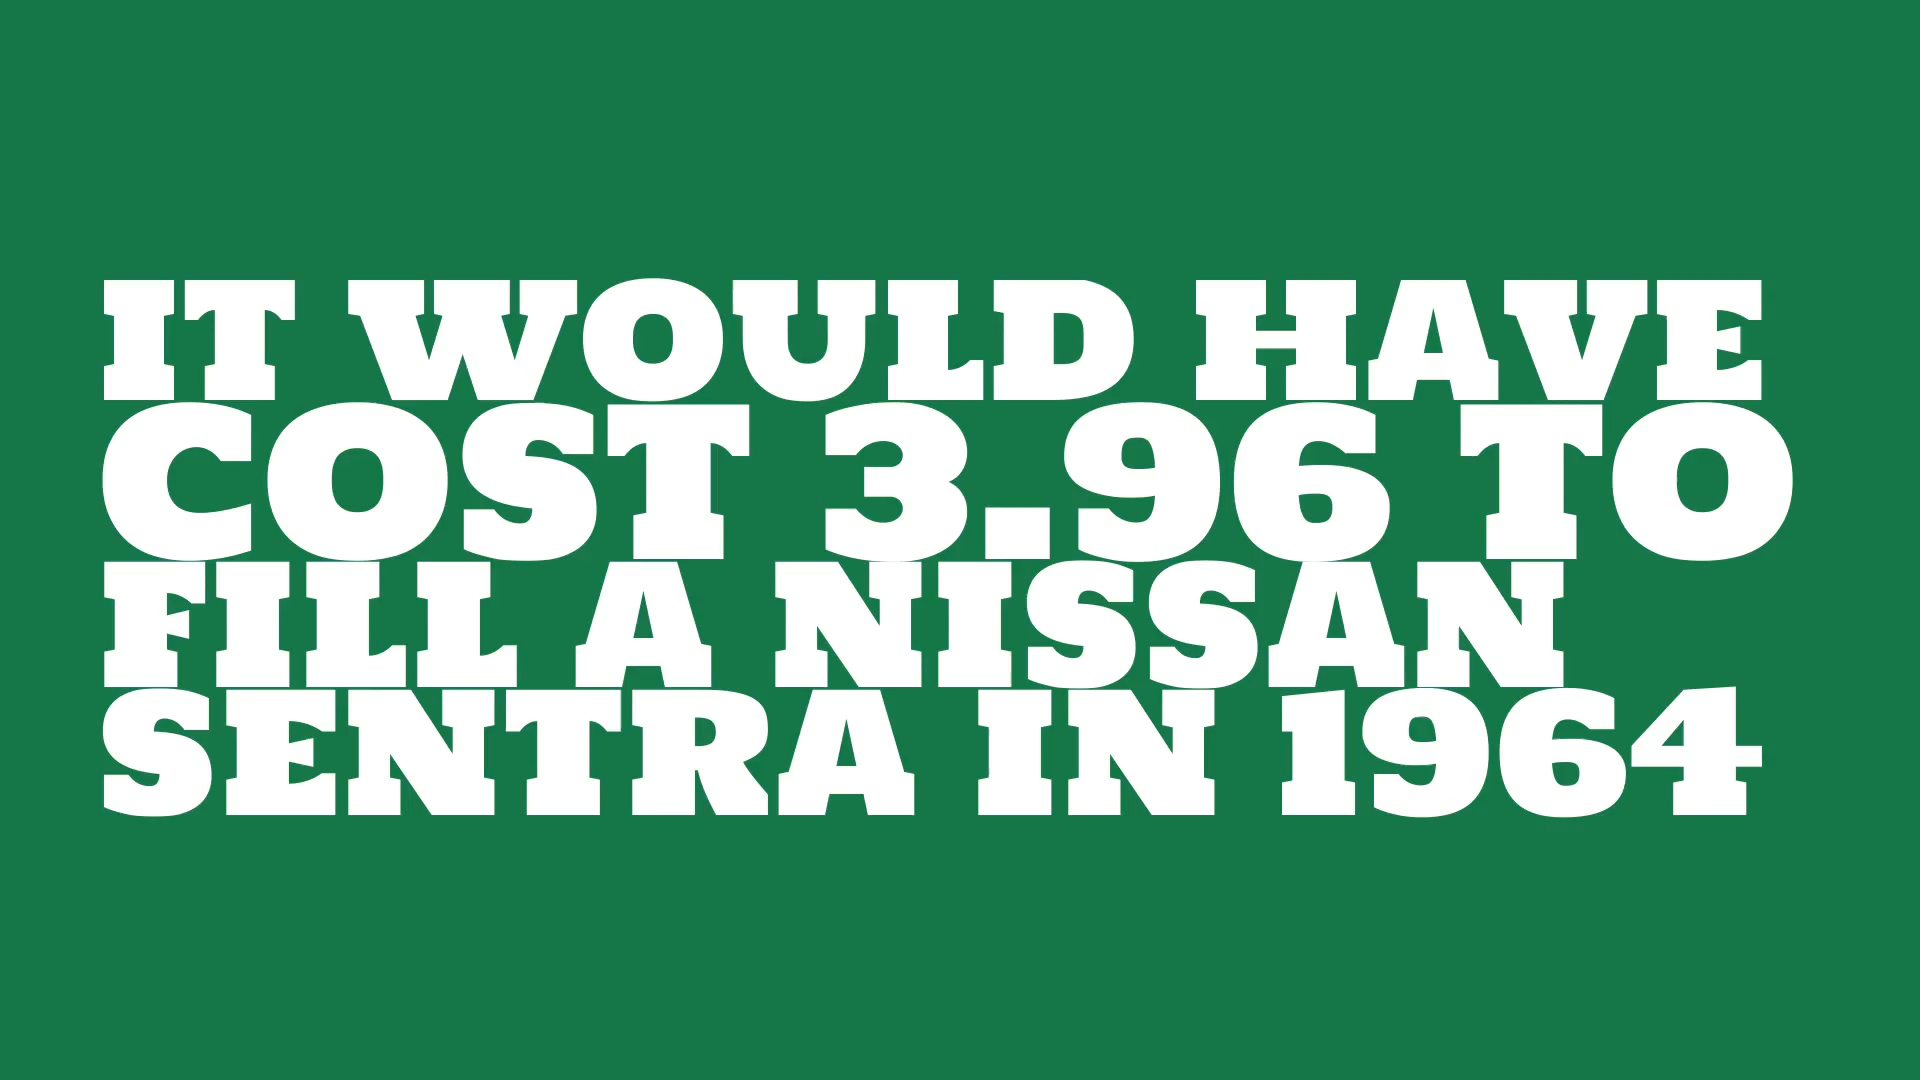 IT WOULD HAVE
COST 3.96 TO
FILL A NISSAN
SENTRA IN 1964